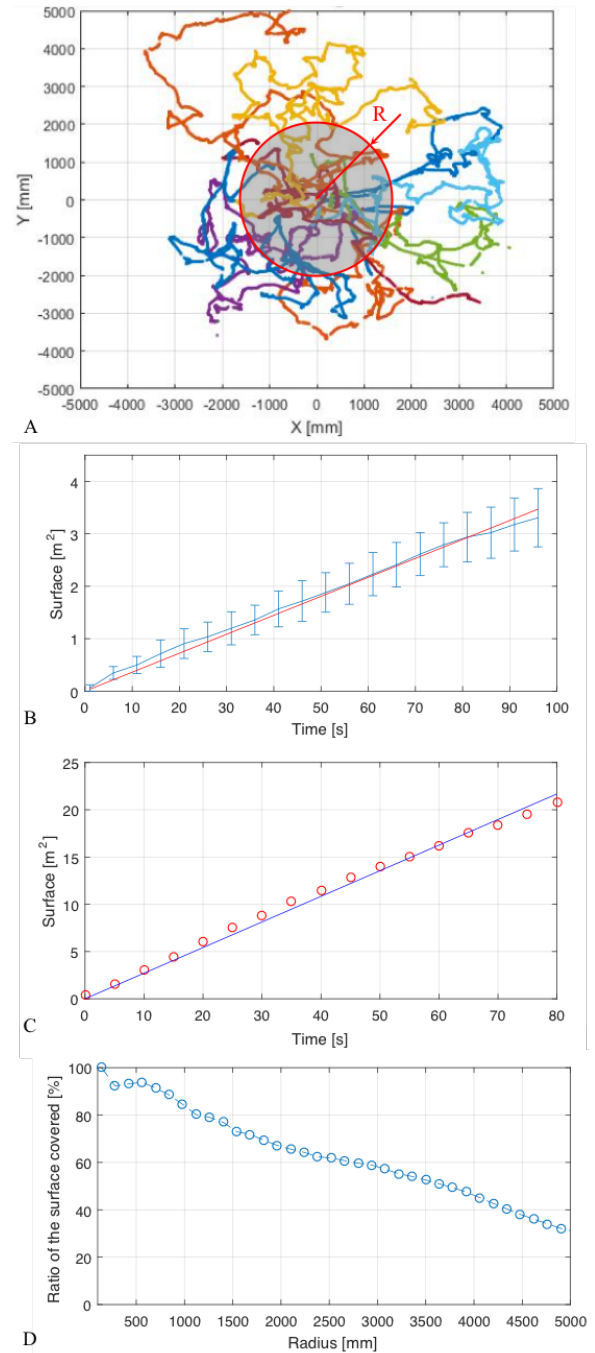 5000
4000
3000
2000
1000
0
-1000
-2000
-3000
-4000
-5000
Y [mm]
R
-5000 -4000 -3000 -2000 -1000 0 1000 2000 3000 4000 5000
X [mm]
A
4
3
2
1
0
Surface [m²]
0 10 20 30 40 50 60 70 80 90 100
Time [s]
B
25
20
15
10
5
0
Surface [m²]
0 10 20 30 40 50 60 70 80
Time [s]
C
100
80
60
40
20
0
Ratio of the surface covered [%]
500 1000 1500 2000 2500 3000 3500 4000 4500 5000
Radius [mm]
D